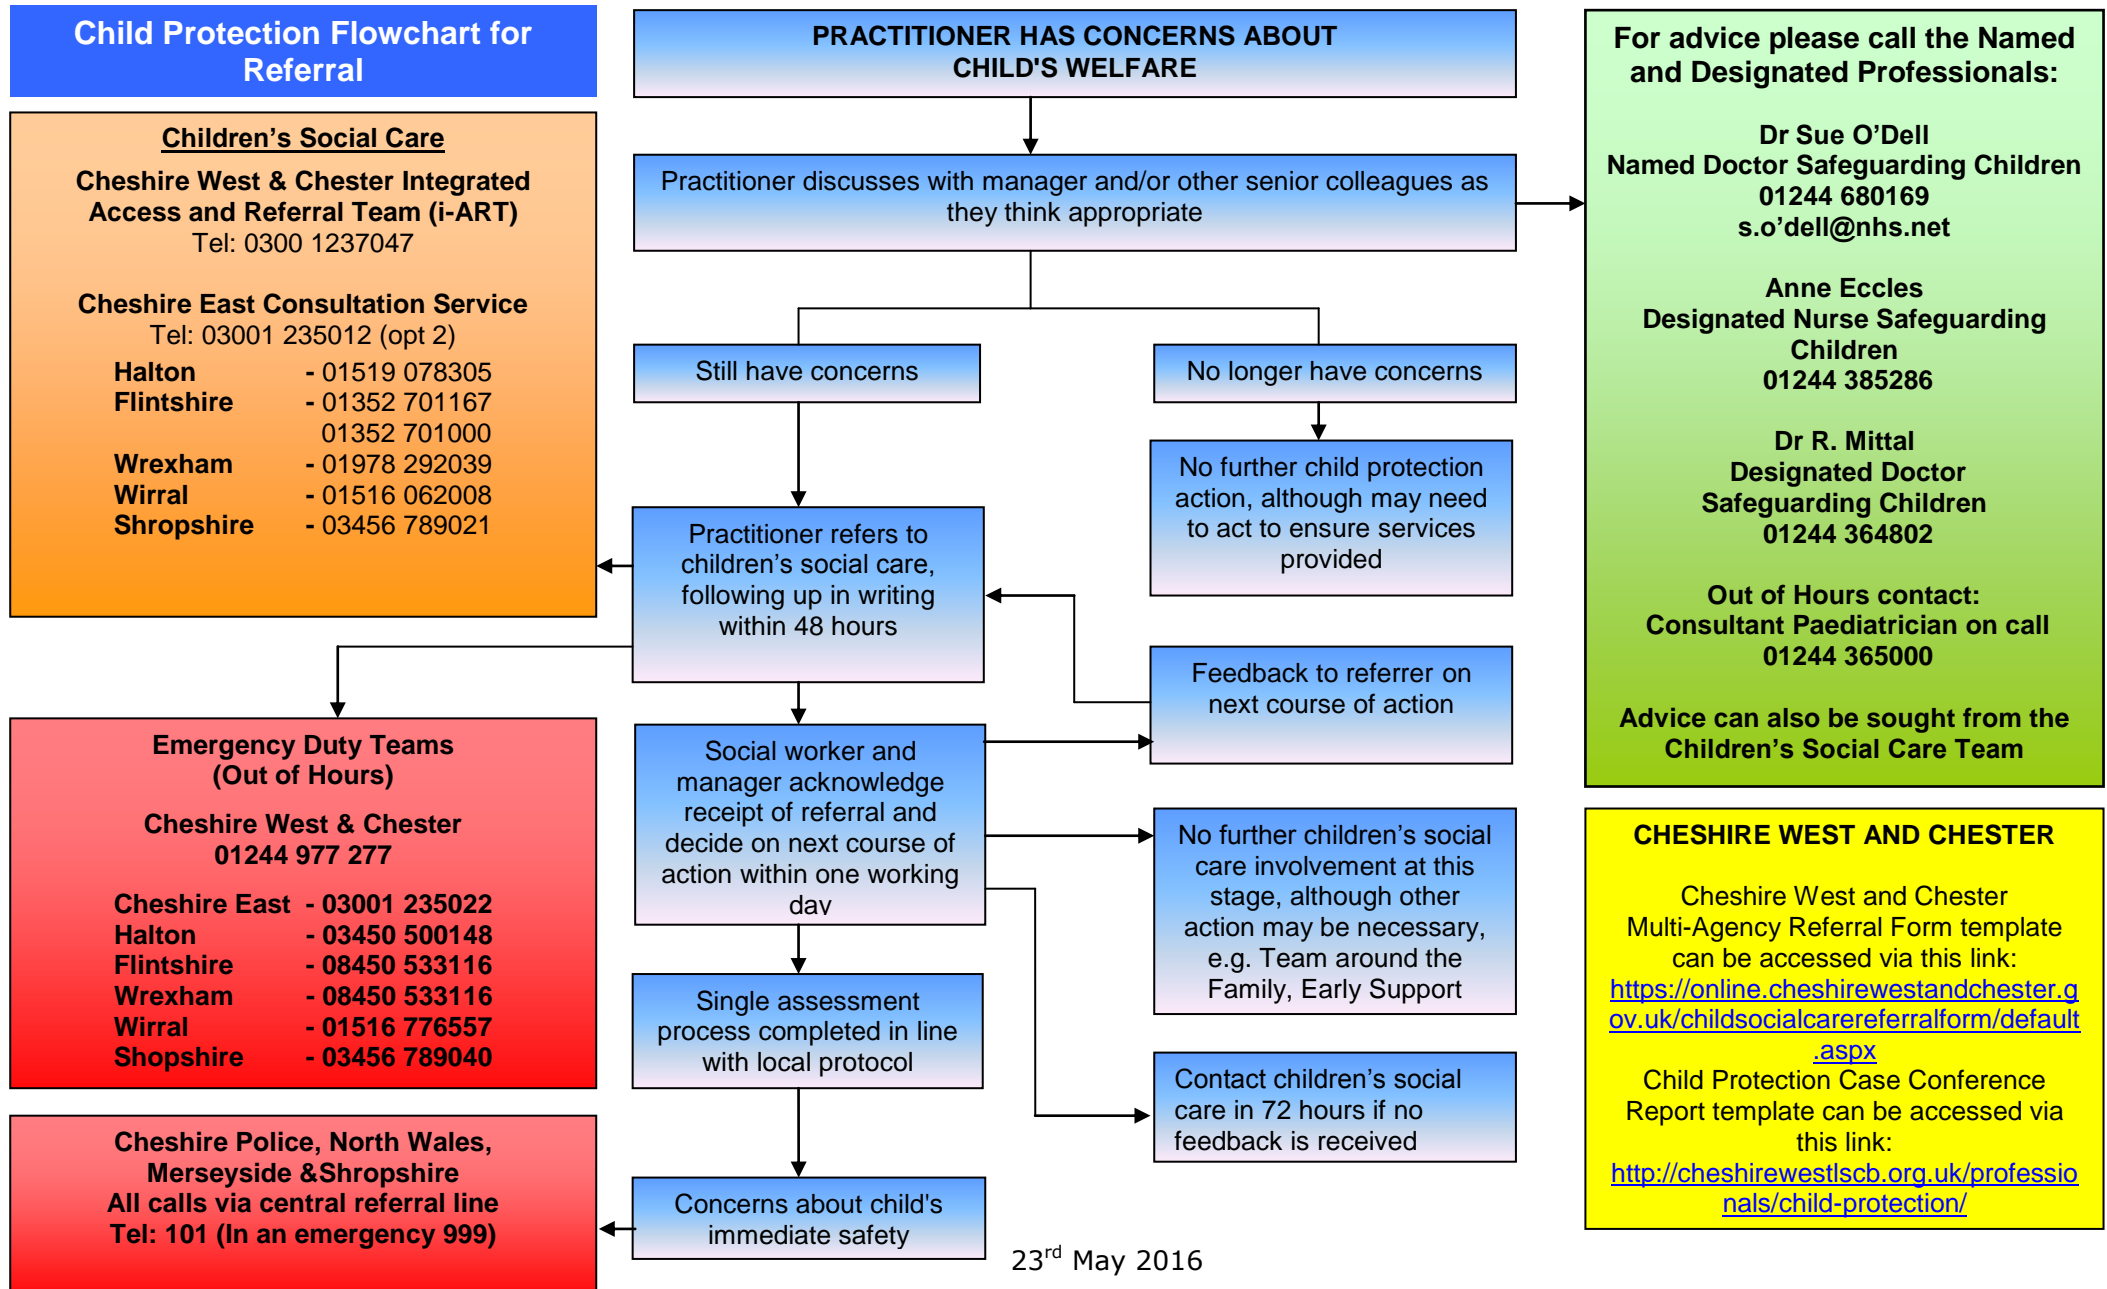 Child Protection Flowchart for
Referral
Children’s Social Care
Cheshire West & Chester Integrated
Access and Referral Team (i-ART)
Tel: 0300 1237047
Cheshire East Consultation Service
Tel: 03001 235012 (opt 2)
Halton - 01519 078305
Flintshire - 01352 701167
01352 701000
Wrexham - 01978 292039
Wirral - 01516 062008
Shropshire - 03456 789021
Emergency Duty Teams
(Out of Hours)
Cheshire West & Chester
01244 977 277
Cheshire East - 03001 235022
Halton - 03450 500148
Flintshire - 08450 533116
Wrexham - 08450 533116
Wirral - 01516 776557
Shopshire - 03456 789040
Cheshire Police, North Wales,
Merseyside &Shropshire
All calls via central referral line
Tel: 101 (In an emergency 999)
PRACTITIONER HAS CONCERNS ABOUT
CHILD'S WELFARE
Practitioner discusses with manager and/or other senior colleagues as
they think appropriate
Still have concerns
No longer have concerns
No further child protection
action, although may need
to act to ensure services
provided
Practitioner refers to
children’s social care,
following up in writing
within 48 hours
Feedback to referrer on
next course of action
Social worker and
manager acknowledge
receipt of referral and
decide on next course of
action within one working
day
No further children’s social
care involvement at this
stage, although other
action may be necessary,
e.g. Team around the
Family, Early Support
Single assessment
process completed in line
with local protocol
Contact children’s social
care in 72 hours if no
feedback is received
Concerns about child's
immediate safety
23rd May 2016
For advice please call the Named
and Designated Professionals:
Dr Sue O’Dell
Named Doctor Safeguarding Children
01244 680169
s.o’dell@nhs.net
Anne Eccles
Designated Nurse Safeguarding
Children
01244 385286
Dr R. Mittal
Designated Doctor
Safeguarding Children
01244 364802
Out of Hours contact:
Consultant Paediatrician on call
01244 365000
Advice can also be sought from the
Children’s Social Care Team
CHESHIRE WEST AND CHESTER
Cheshire West and Chester
Multi-Agency Referral Form template
can be accessed via this link:
https://online.cheshirewestandchester.g
ov.uk/childsocialcarereferralform/default
.aspx
Child Protection Case Conference
Report template can be accessed via
this link:
http://cheshirewestlscb.org.uk/professio
nals/child-protection/